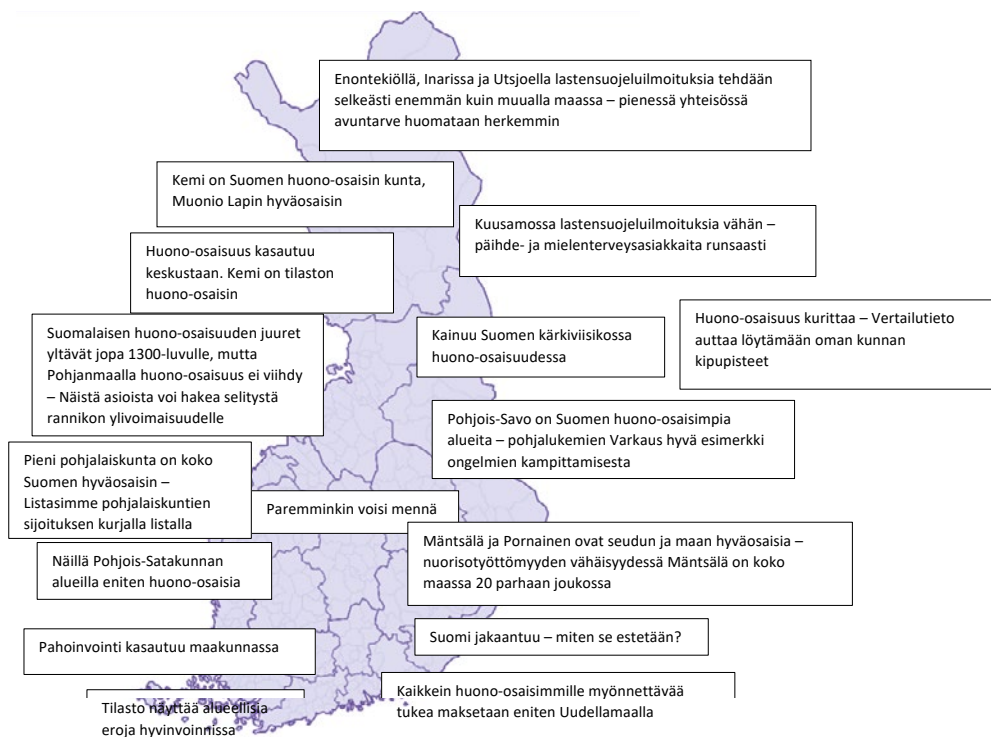 Enontekiöllä, Inarissa ja Utsjoella lastensuojeluilmoituksia tehdään
selkeästi enemmän kuin muualla maassa – pienessä yhteisössä
avuntarve huomataan herkemmin
Kemi on Suomen huono-osaisin kunta,
Muonio Lapin hyväosaisin
Kuusamossa lastensuojeluilmoituksia vähän –
päihde- ja mielenterveysasiakkaita runsaasti
Huono-osaisuus kasautuu
keskustaan. Kemi on tilaston
huono-osaisin
Suomalaisen huono-osaisuuden juuret
yltävät jopa 1300-luvulle, mutta
Pohjanmaalla huono-osaisuus ei viihdy
– Näistä asioista voi hakea selitystä
rannikon ylivoimaisuudelle
Kainuu Suomen kärkiviisikossa
huono-osaisuudessa
Huono-osaisuus kurittaa – Vertailutieto
auttaa löytämään oman kunnan
kipupisteet
Pohjois-Savo on Suomen huono-osaisimpia
alueita – pohjalukemien Varkaus hyvä esimerkki
ongelmien kampittamisesta
Pieni pohjalaiskunta on koko
Suomen hyväosaisin –
Listasimme pohjalaiskuntien
sijoituksen kurjalla listalla
Paremminkin voisi mennä
Mäntsälä ja Pornainen ovat seudun ja maan hyväosaisia –
nuorisotyöttömyyden vähäisyydessä Mäntsälä on koko
maassa 20 parhaan joukossa
Näillä Pohjois-Satakunnan
alueilla eniten huono-osaisia
Suomi jakaantuu – miten se estetään?
Pahoinvointi kasautuu maakunnassa
Kaikkein huono-osaisimmille myönnettävää
tukea maksetaan eniten Uudellamaalla
Tilasto näyttää alueellisia
eroja hyvinvoinnissa